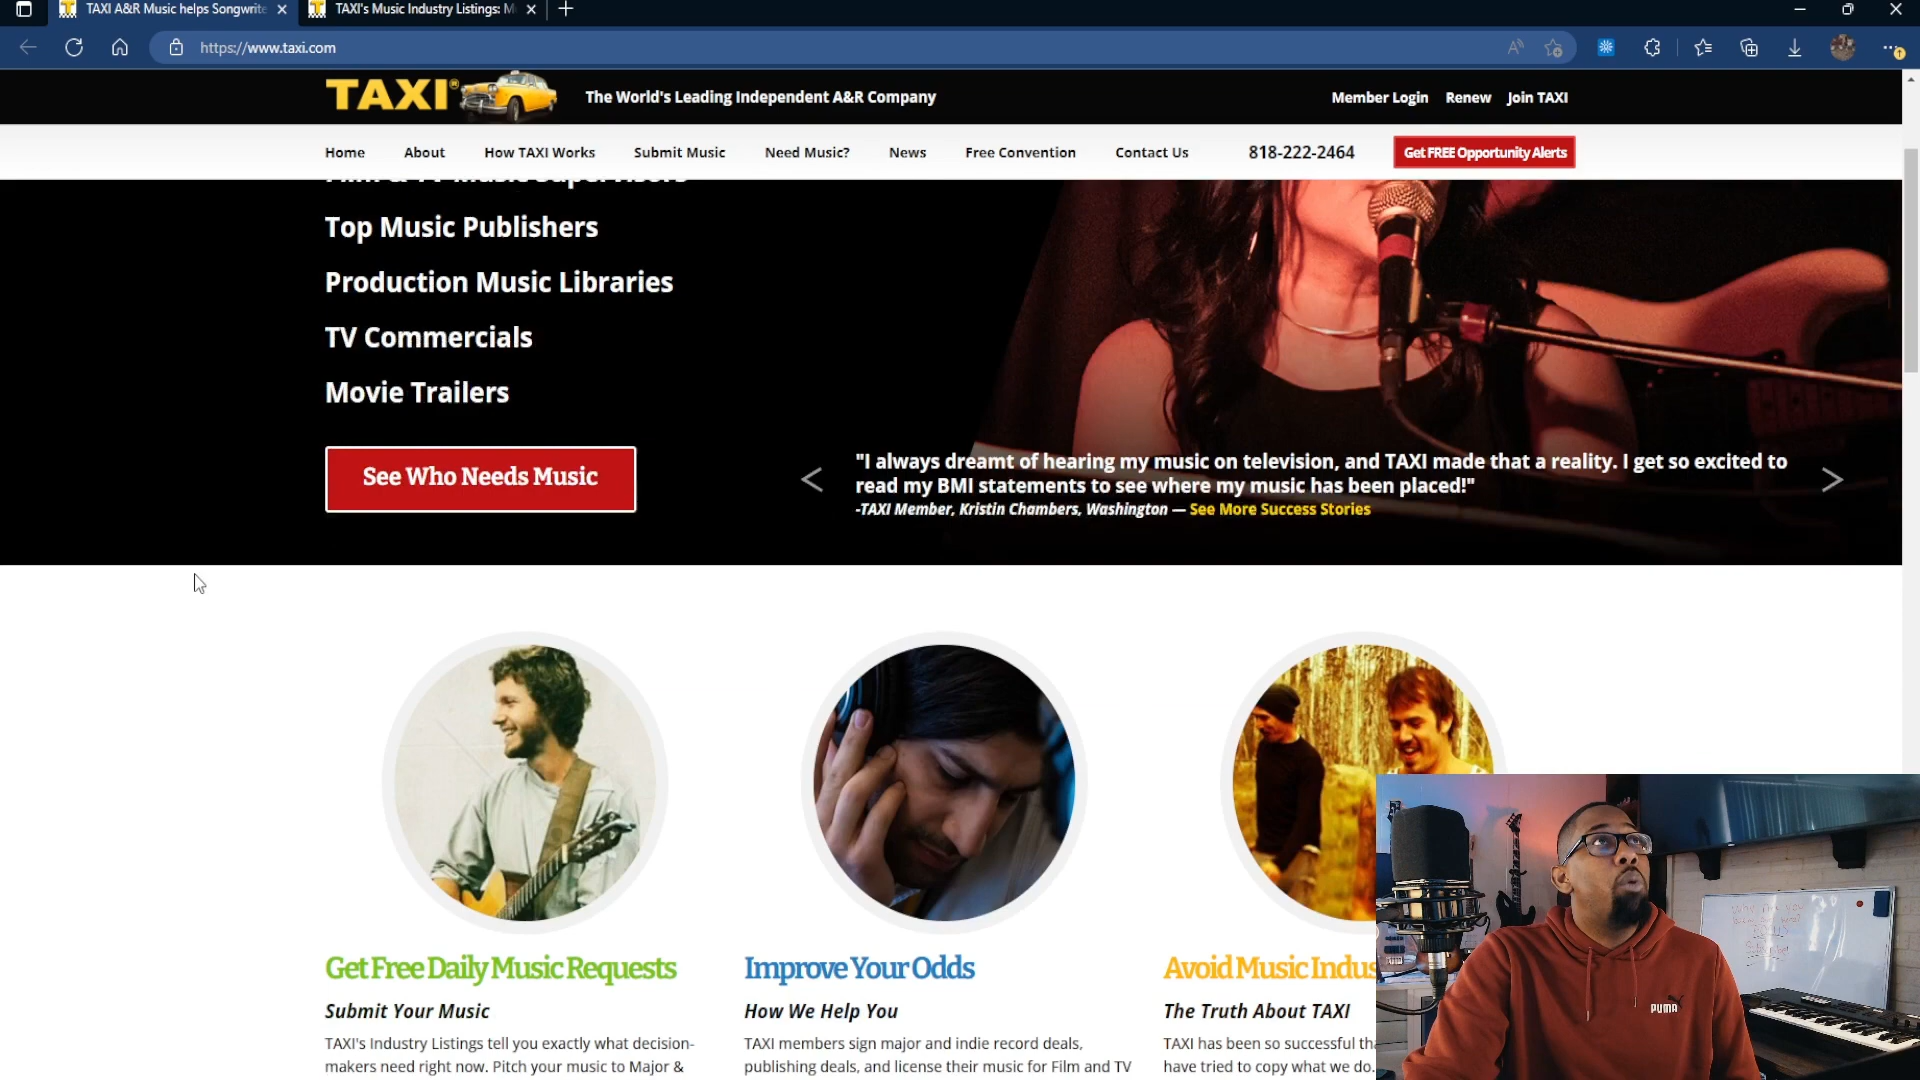 TAXI A&R Music helps Songwrite
TAXI's Music Industry Listings: M
https://www.taxi.com
TAXI®
The World's Leading Independent A&R Company
Member Login Renew Join TAXI
Home About How TAXI Works Submit Music Need Music? News Free Convention Contact Us 818-222-2464 Get FREE Opportunity Alerts
Film & TV Music Supervisors
Top Music Publishers
Production Music Libraries
TV Commercials
Movie Trailers
See Who Needs Music
"I always dreamt of hearing my music on television, and TAXI made that a reality. I get so excited to
read my BMI statements to see where my music has been placed!"
-TAXI Member, Kristin Chambers, Washington — See More Success Stories
Get Free Daily Music Requests
Submit Your Music
TAXI's Industry Listings tell you exactly what decision-
makers need right now. Pitch your music to Major &
Improve Your Odds
How We Help You
TAXI members sign major and indie record deals,
publishing deals, and license their music for Film and TV
Avoid Music Indus
The Truth About TAXI
TAXI has been so successful tha
have tried to copy what we do.
PUMA